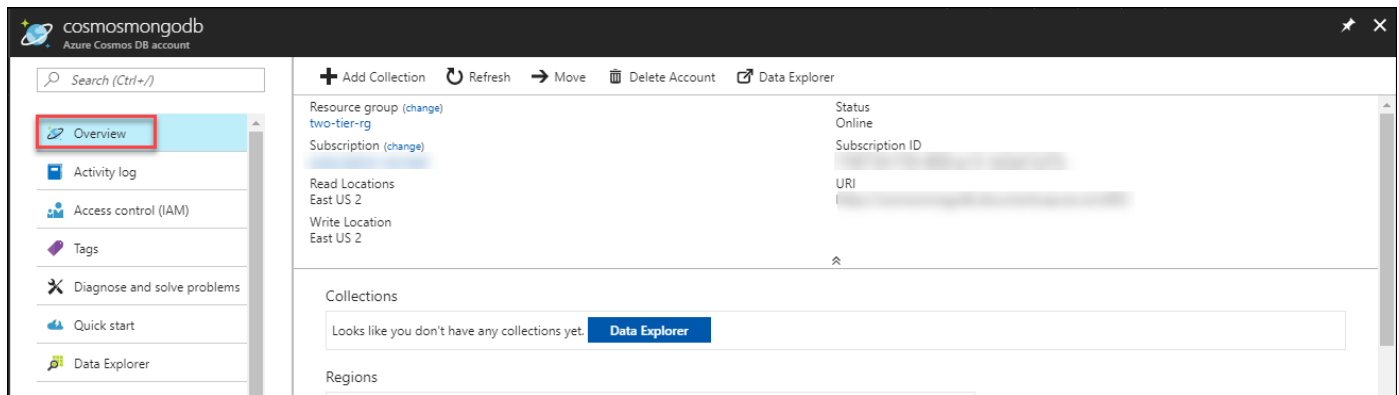 cosmosmongodb
Azure Cosmos DB account
Search (Ctrl+/)
Overview
Activity log
Access control (IAM)
Tags
Diagnose and solve problems
Quick start
Data Explorer
Add Collection Refresh Move Delete Account Data Explorer
Resource group (change)
two-tier-rg
Subscription (change)
Read Locations
East US 2
Write Location
East US 2
Status
Online
Subscription ID
URI
Collections
Looks like you don't have any collections yet. Data Explorer
Regions